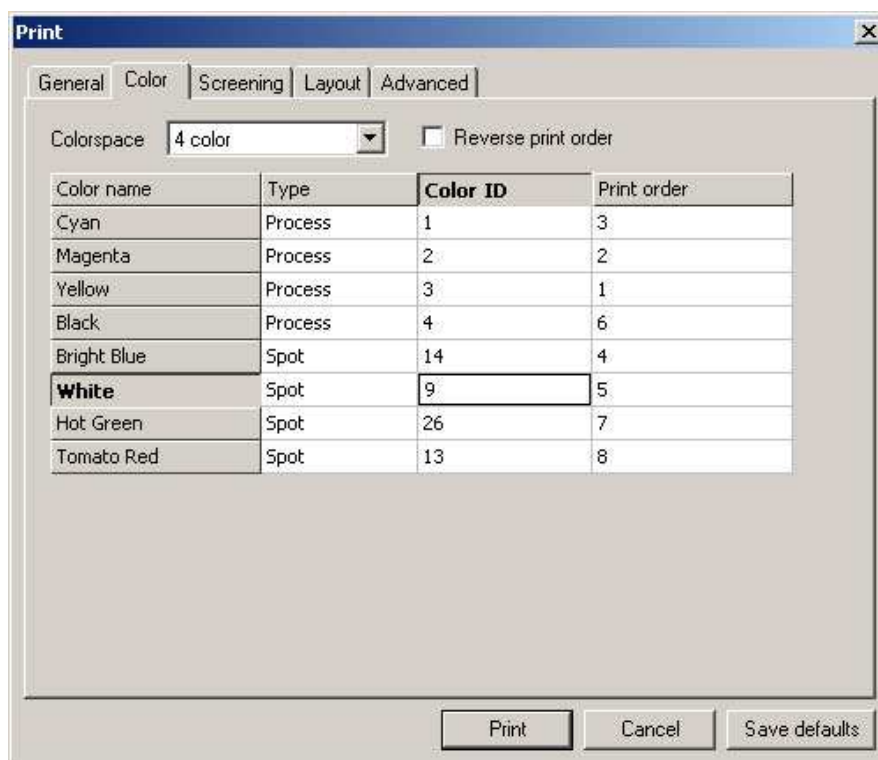 Print
General Color Screening Layout Advanced
Colorspace 4 color Reverse print order
Color name Type Color ID Print order
Cyan Process 1 3
Magenta Process 2 2
Yellow Process 3 1
Black Process 4 6
Bright Blue Spot 14 4
White Spot 9 5
Hot Green Spot 26 7
Tomato Red Spot 13 8
Print Cancel Save defaults